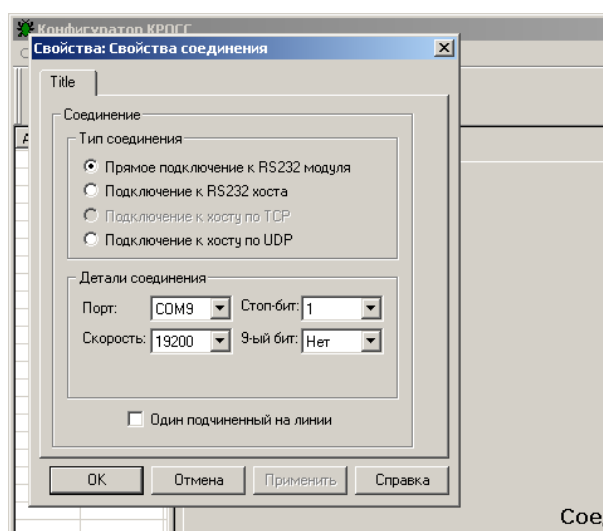 Конфигуратор КРОСС
Свойства: Свойства соединения
Title
Соединение
Тип соединения
Прямое подключение к RS232 модуля
Подключение к RS232 хоста
Подключение к хосту по TCP
Подключение к хосту по UDP
Детали соединения
Порт: COM9 Стоп-бит: 1
Скорость: 19200 9-ый бит: Нет
Один подчиненный на линии
OK Отмена Применить Справка
Сое